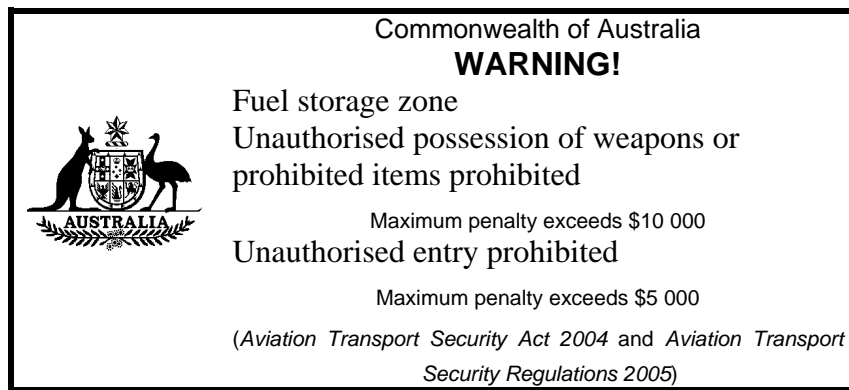 Commonwealth of Australia
WARNING!
Fuel storage zone
Unauthorised possession of weapons or
prohibited items prohibited
AUSTRALIA
Maximum penalty exceeds $10 000
Unauthorised entry prohibited
Maximum penalty exceeds $5 000
(Aviation Transport Security Act 2004 and Aviation Transport
Security Regulations 2005)